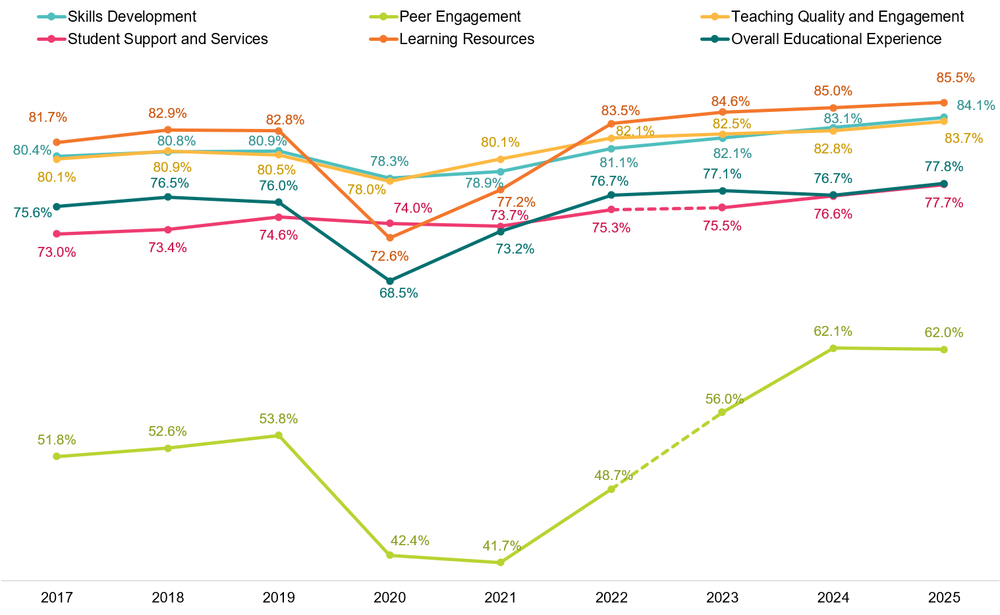 Skills Development Peer Engagement Teaching Quality and Engagement
Student Support and Services Learning Resources Overall Educational Experience
81.7% 82.9% 82.8% 72.6% 77.2% 83.5% 84.6% 85.0% 85.5%
80.4% 80.8% 80.9% 78.3% 78.9% 81.1% 82.1% 83.1% 84.1%
80.1% 80.9% 80.5% 78.0% 80.1% 82.1% 82.5% 82.8% 83.7%
75.6% 76.5% 76.0% 68.5% 73.2% 76.7% 77.1% 76.7% 77.8%
73.0% 73.4% 74.6% 74.0% 73.7% 75.3% 75.5% 76.6% 77.7%
51.8% 52.6% 53.8% 42.4% 41.7% 48.7% 56.0% 62.1% 62.0%
2017 2018 2019 2020 2021 2022 2023 2024 2025